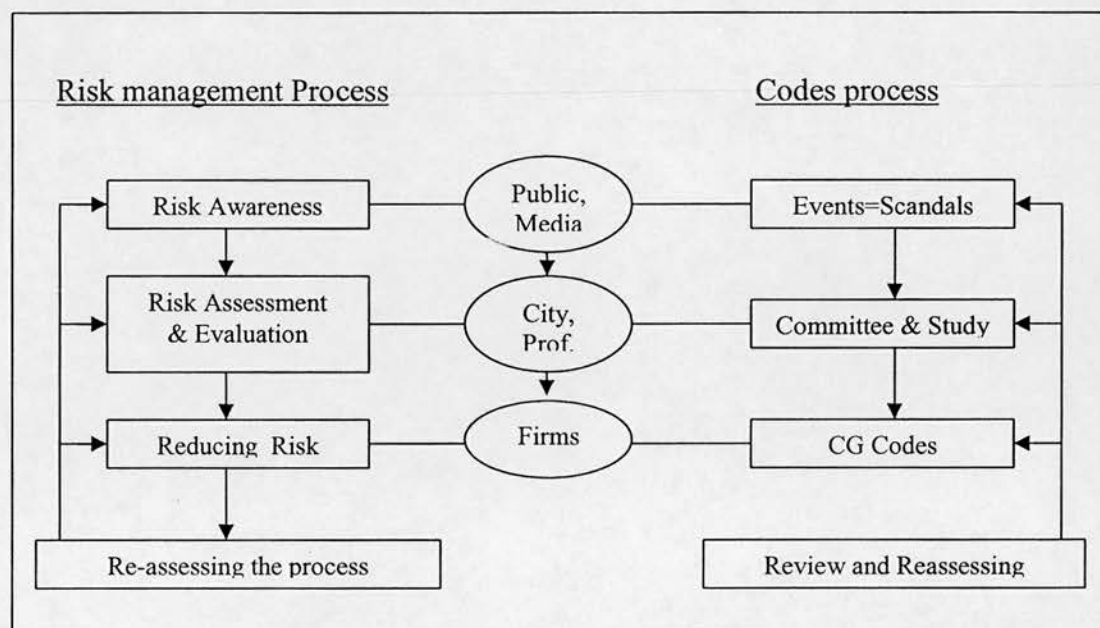 Risk management Process
Codes process
Risk Awareness
Public,
Media
Events=Scandals
Risk Assessment
& Evaluation
City,
Prof.
Committee & Study
Reducing Risk
Firms
CG Codes
Re-assessing the process
Review and Reassessing